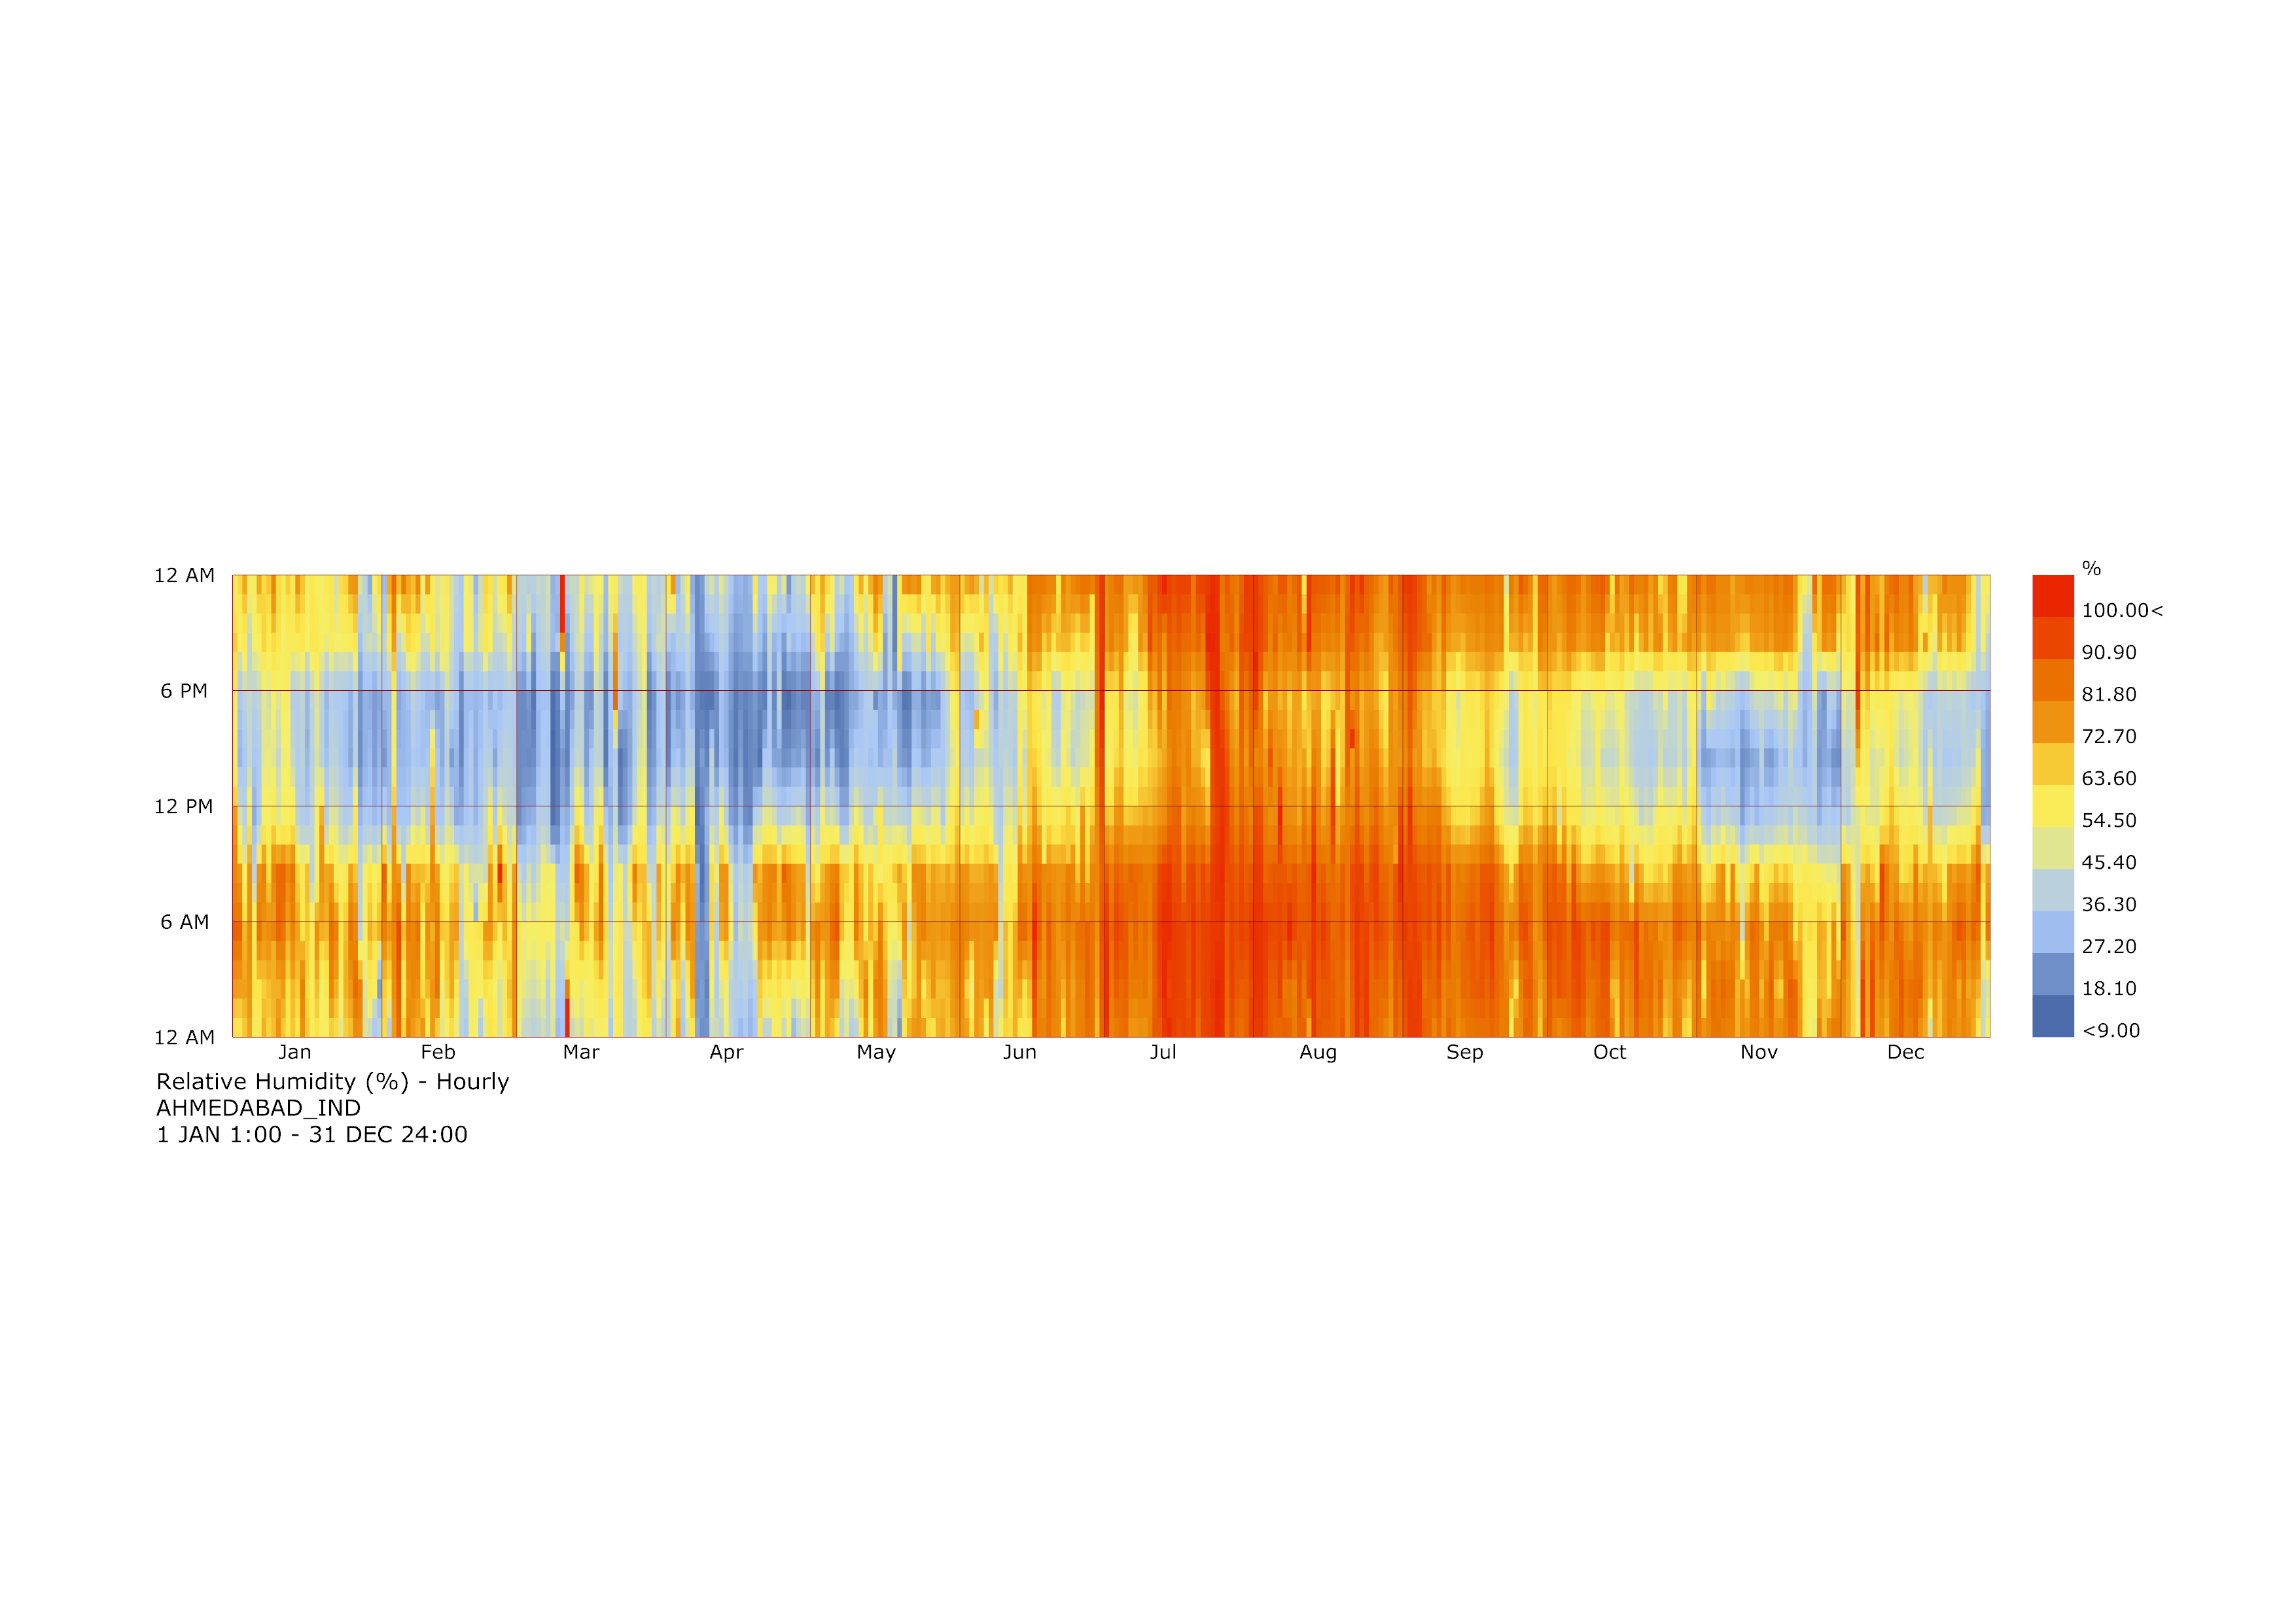 %
12 AM
100.00<
90.90
81.80
6 PM
72.70
63.60
12 PM
54.50
45.40
36.30
6 AM
27.20
18.10
<9.00
12 AM
Jan Feb Mar Apr May Jun Jul Aug Sep Oct Nov Dec
Relative Humidity (%) - Hourly
AHMEDABAD_IND
1 JAN 1:00 - 31 DEC 24:00